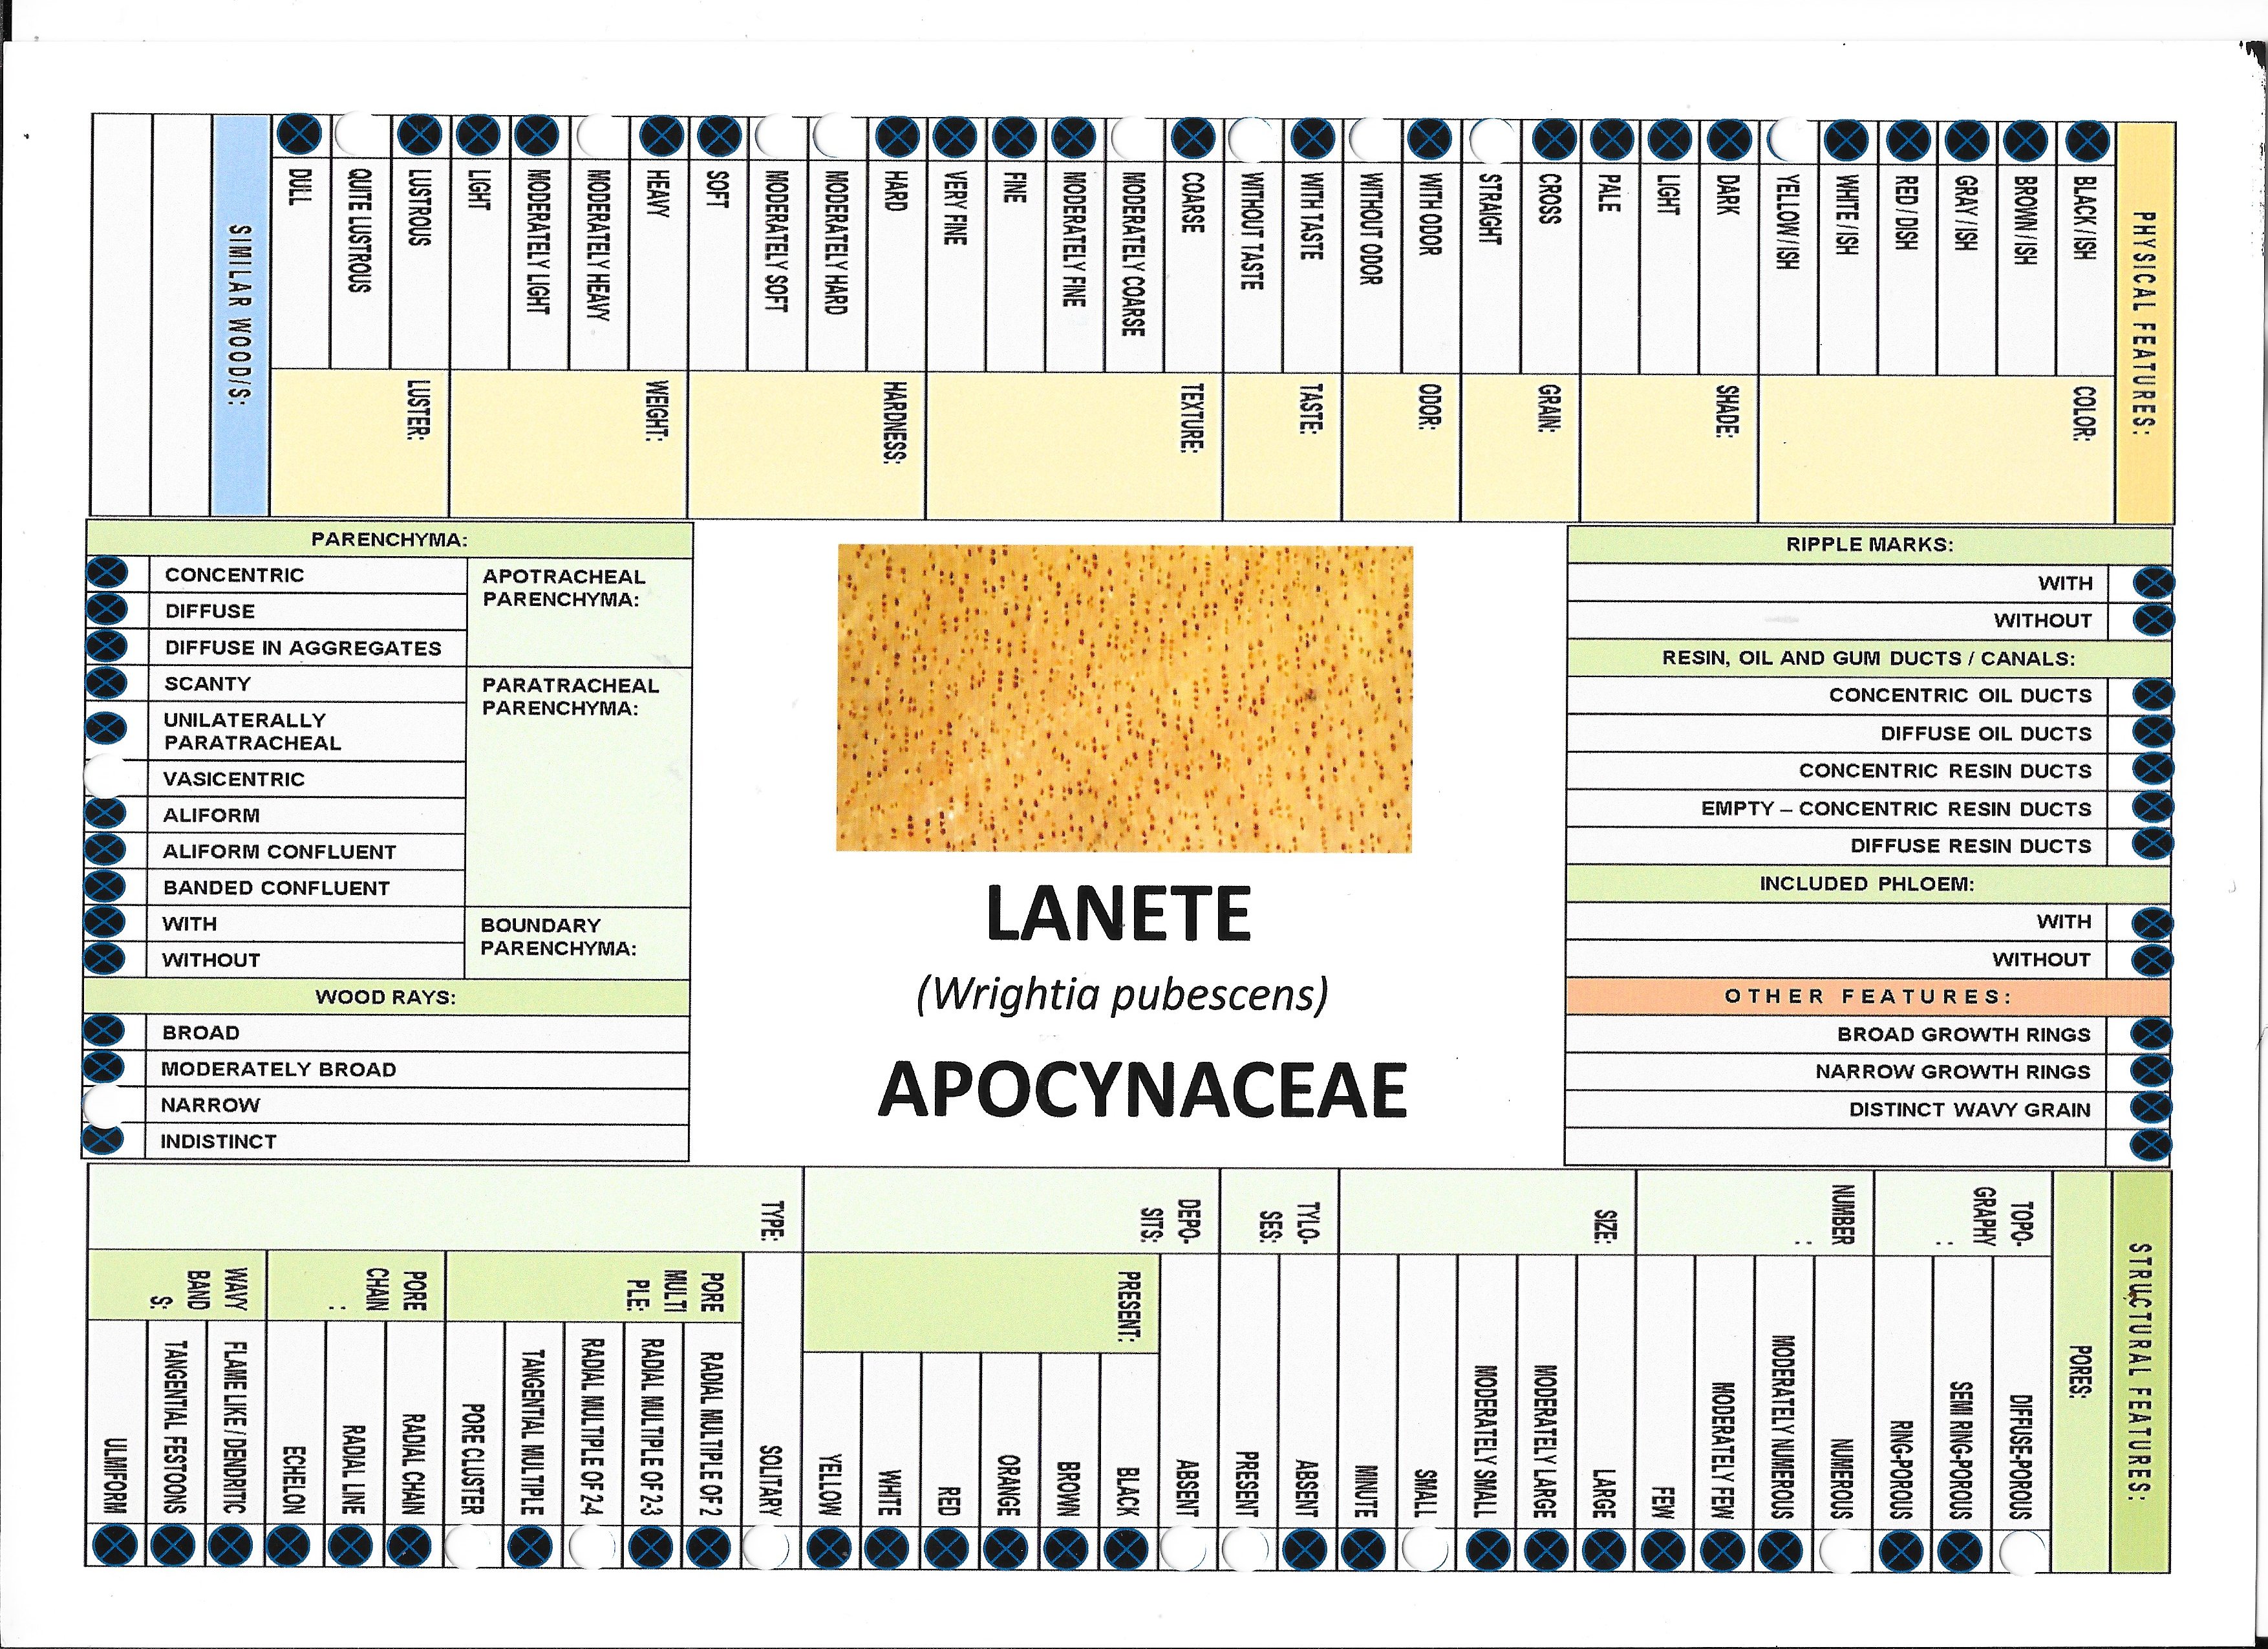 PHYSICAL FEATURES:
COLOR:
BLACK / ISH
BROWN / ISH
GRAY / ISH
RED / DISH
WHITE / ISH
YELLOW / ISH
SHADE:
DARK
LIGHT
PALE
GRAIN:
CROSS
STRAIGHT
ODOR:
WITH ODOR
WITHOUT ODOR
TASTE:
WITH TASTE
WITHOUT TASTE
TEXTURE:
COARSE
MODERATELY COARSE
MODERATELY FINE
FINE
VERY FINE
HARDNESS:
HARD
MODERATELY HARD
MODERATELY SOFT
SOFT
WEIGHT:
HEAVY
MODERATELY HEAVY
MODERATELY LIGHT
LIGHT
LUSTER:
LUSTROUS
QUITE LUSTROUS
DULL
SIMILAR WOOD/S:
PARENCHYMA:
APOTRACHEAL
PARENCHYMA:
CONCENTRIC
DIFFUSE
DIFFUSE IN AGGREGATES
PARATRACHEAL
PARENCHYMA:
SCANTY
UNILATERALLY
PARATRACHEAL
VASICENTRIC
ALIFORM
ALIFORM CONFLUENT
BANDED CONFLUENT
BOUNDARY
PARENCHYMA:
WITH
WITHOUT
WOOD RAYS:
BROAD
MODERATELY BROAD
NARROW
INDISTINCT
LANETE
(Wrightia pubescens)
APOCYNACEAE
RIPPLE MARKS:
WITH
WITHOUT
RESIN, OIL AND GUM DUCTS / CANALS:
CONCENTRIC OIL DUCTS
DIFFUSE OIL DUCTS
CONCENTRIC RESIN DUCTS
EMPTY – CONCENTRIC RESIN DUCTS
DIFFUSE RESIN DUCTS
INCLUDED PHLOEM:
WITH
WITHOUT
OTHER FEATURES:
BROAD GROWTH RINGS
NARROW GROWTH RINGS
DISTINCT WAVY GRAIN
STRUCTURAL FEATURES:
PORES:
TOPO-
GRAPHY
:
DIFFUSE-POROUS
SEMI RING-POROUS
RING-POROUS
NUMBER
:
NUMEROUS
MODERATELY NUMEROUS
MODERATELY FEW
FEW
SIZE:
LARGE
MODERATELY LARGE
MODERATELY SMALL
SMALL
MINUTE
TYLO-
SES:
ABSENT
PRESENT
DEPO-
SITS:
ABSENT
PRESENT:
BLACK
BROWN
ORANGE
RED
WHITE
YELLOW
TYPE:
SOLITARY
PORE
MULTI
PLE:
RADIAL MULTIPLE OF 2
RADIAL MULTIPLE OF 2-3
RADIAL MULTIPLE OF 2-4
TANGENTIAL MULTIPLE
PORE CLUSTER
PORE
CHAIN
:
RADIAL CHAIN
RADIAL LINE
ECHELON
WAVY
BAND
S:
FLAME LIKE / DENDRITIC
TANGENTIAL FESTOONS
ULMIFORM